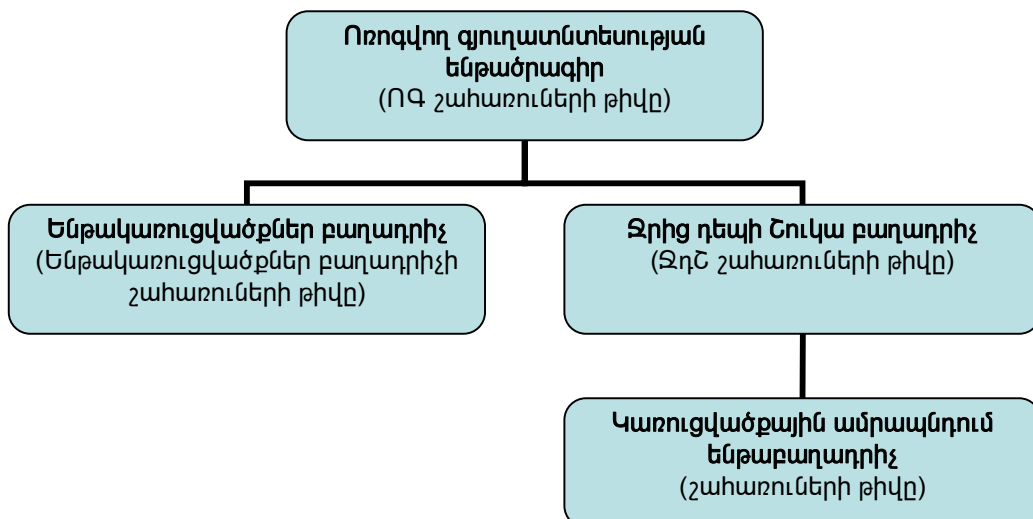 Ոռոգվող գյուղատնտեսության
ենթածրագիր
(ՈԳ շահառուների թիվը)
Ենթակառուցվածքներ բաղադրիչ
(Ենթակառուցվածքներ բաղադրիչի
շահառուների թիվը)
Ջրից դեպի Շուկա բաղադրիչ
(ՋդՇ շահառուների թիվը)
Կառուցվածքային ամրապնդում
ենթաբաղադրիչ
(շահառուների թիվը)